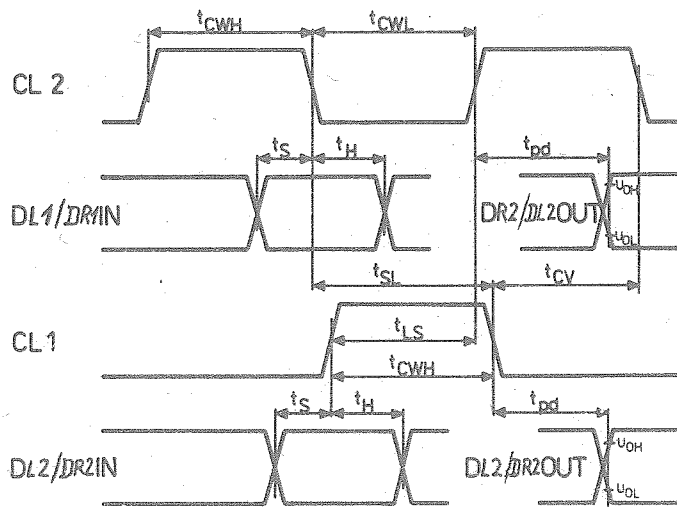 tCWH tCWL
CL 2
tS tH tpd
DL1/DR1IN DR2/DL2OUT UOH
UOL
tSL tCV
CL 1
tLS
tCWH
tS tH tpd
DL2/DR2IN DL2/DR2OUT UOH
UOL